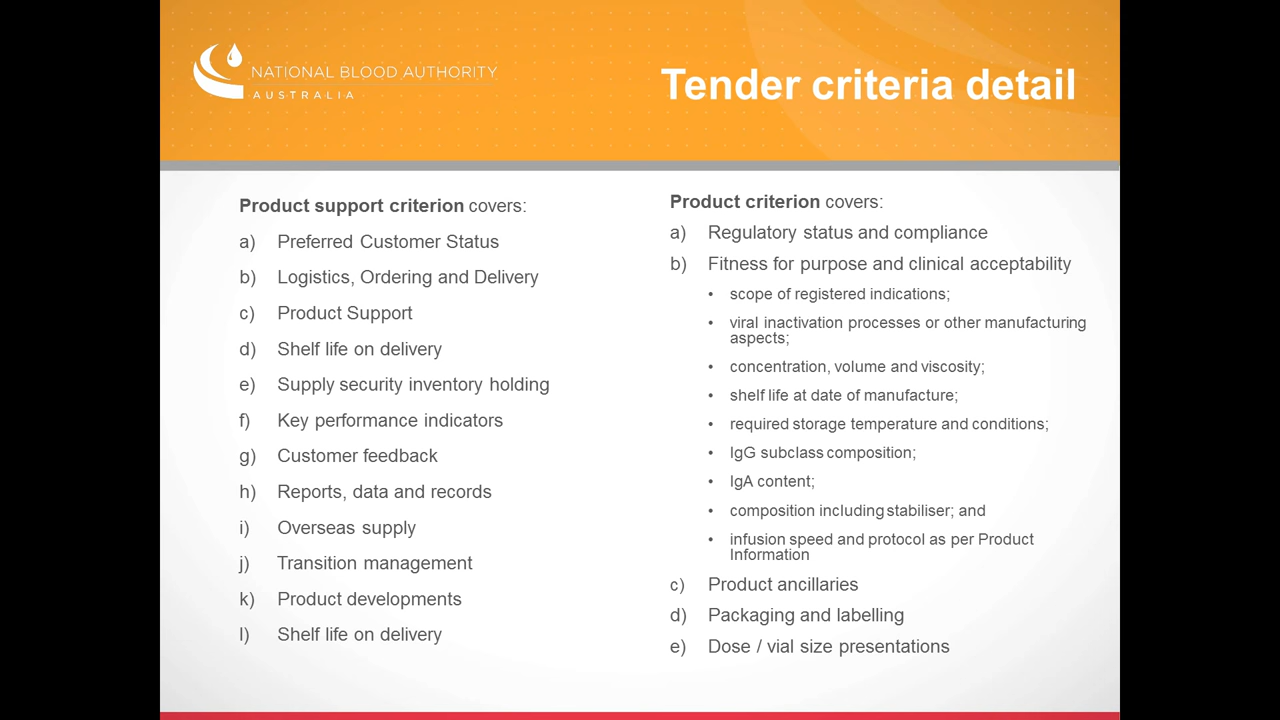 NATIONAL BLOOD AUTHORITY
AUSTRALIA
Tender criteria detail
Product support criterion covers:
a) Preferred Customer Status
b) Logistics, Ordering and Delivery
c) Product Support
d) Shelf life on delivery
e) Supply security inventory holding
f) Key performance indicators
g) Customer feedback
h) Reports, data and records
i) Overseas supply
j) Transition management
k) Product developments
l) Shelf life on delivery
Product criterion covers:
a) Regulatory status and compliance
b) Fitness for purpose and clinical acceptability
• scope of registered indications;
• viral inactivation processes or other manufacturing
aspects;
• concentration, volume and viscosity;
• shelf life at date of manufacture;
• required storage temperature and conditions;
• IgG subclass composition;
• IgA content;
• composition including stabiliser; and
• infusion speed and protocol as per Product
Information
c) Product ancillaries
d) Packaging and labelling
e) Dose / vial size presentations